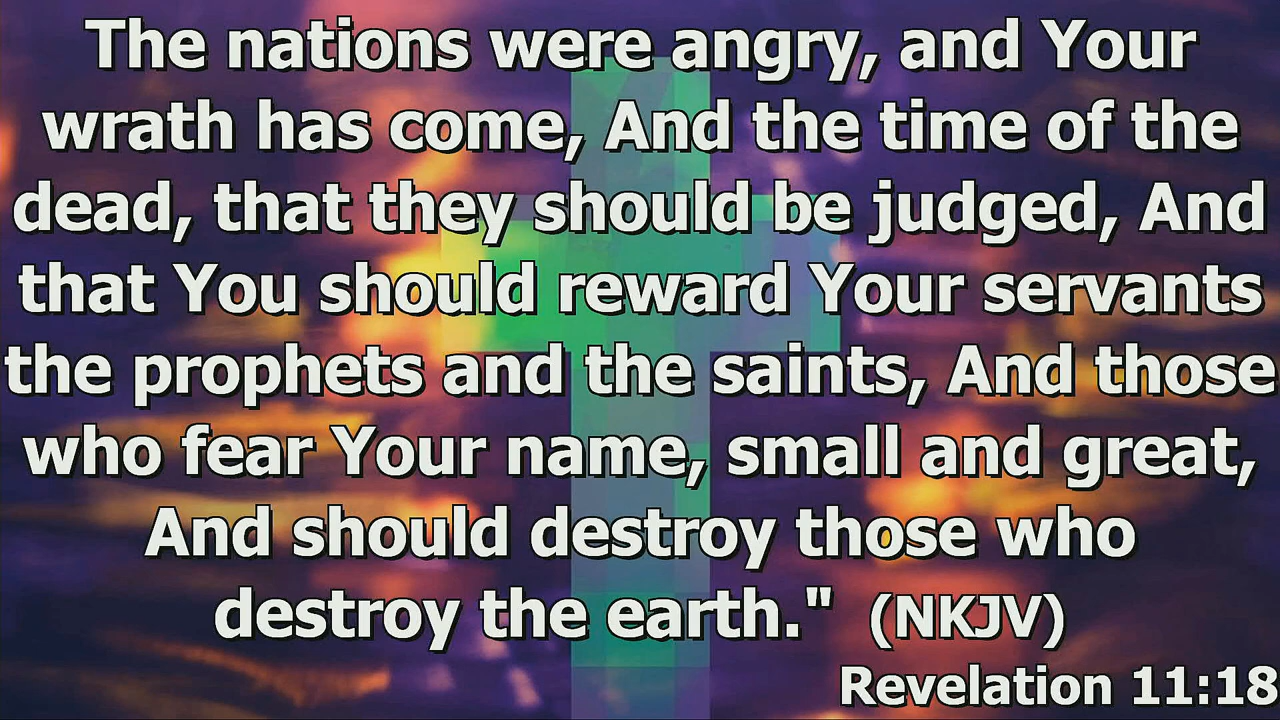 The nations were angry, and Your
wrath has come, And the time of the
dead, that they should be judged, And
that You should reward Your servants
the prophets and the saints, And those
who fear Your name, small and great,
And should destroy those who
destroy the earth." (NKJV)
Revelation 11:18